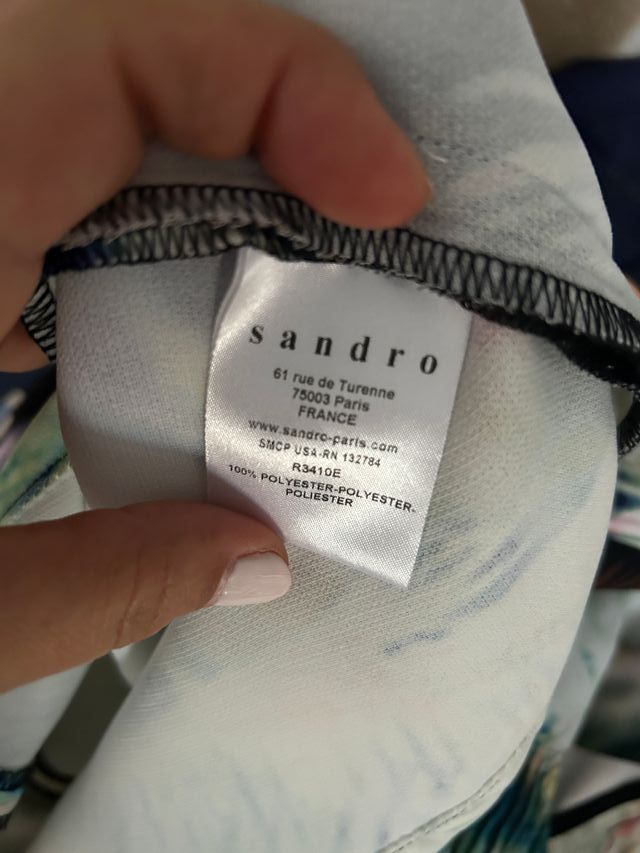 sandro
61 rue de Turenne
75003 Paris
FRANCE
www.sandro-paris.com
SMCP USA-RN 132784
R3410E
100% POLYESTER-POLYESTER-
POLIESTER